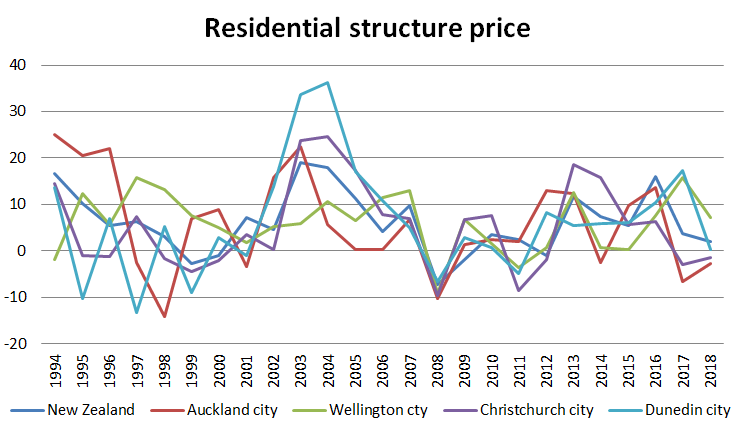 Residential structure price
40
30
20
10
0
-10
-20
1994 1995 1996 1997 1998 1999 2000 2001 2002 2003 2004 2005 2006 2007 2008 2009 2010 2011 2012 2013 2014 2015 2016 2017 2018
New Zealand Auckland city Wellington cty Christchurch city Dunedin city